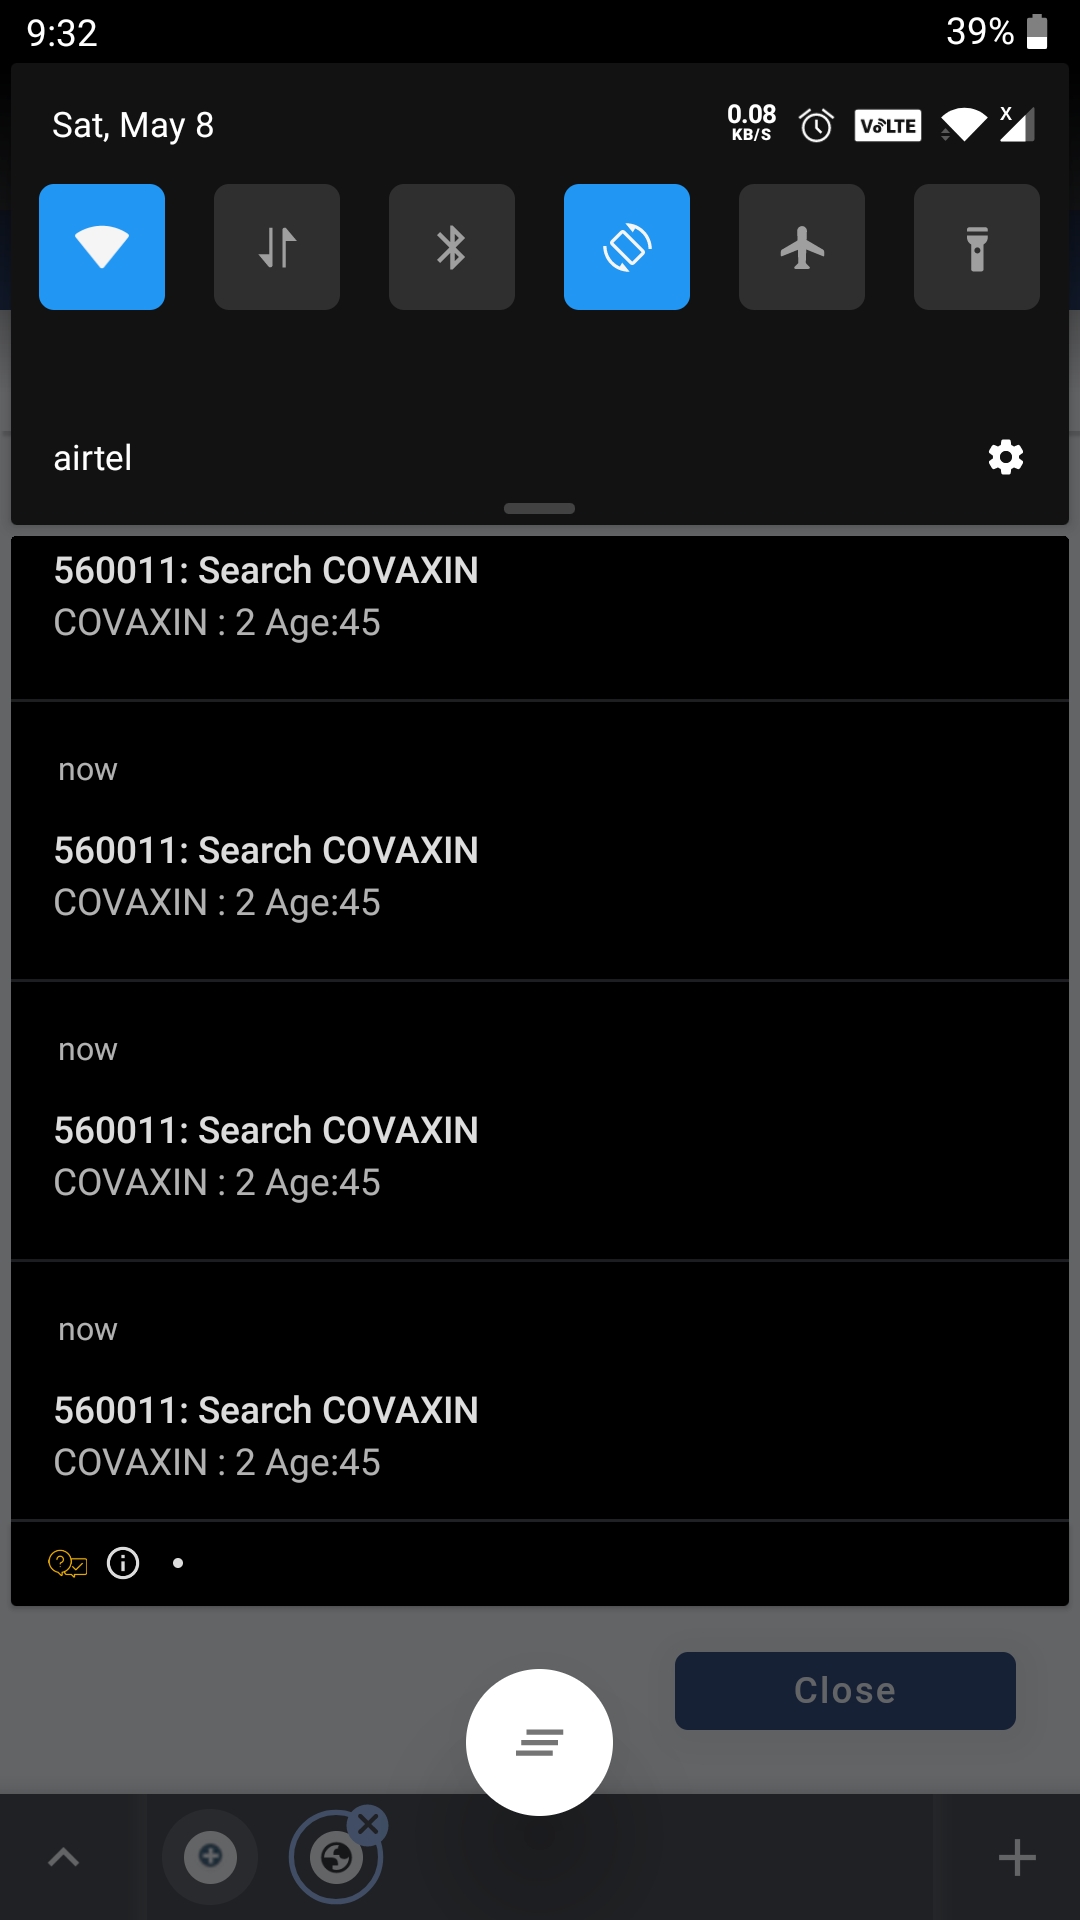 9:32
39%
Sat, May 8
0.08
KB/S
VoLTE
X
airtel
560011: Search COVAXIN
COVAXIN : 2 Age:45
now
560011: Search COVAXIN
COVAXIN : 2 Age:45
now
560011: Search COVAXIN
COVAXIN : 2 Age:45
now
560011: Search COVAXIN
COVAXIN : 2 Age:45
Close